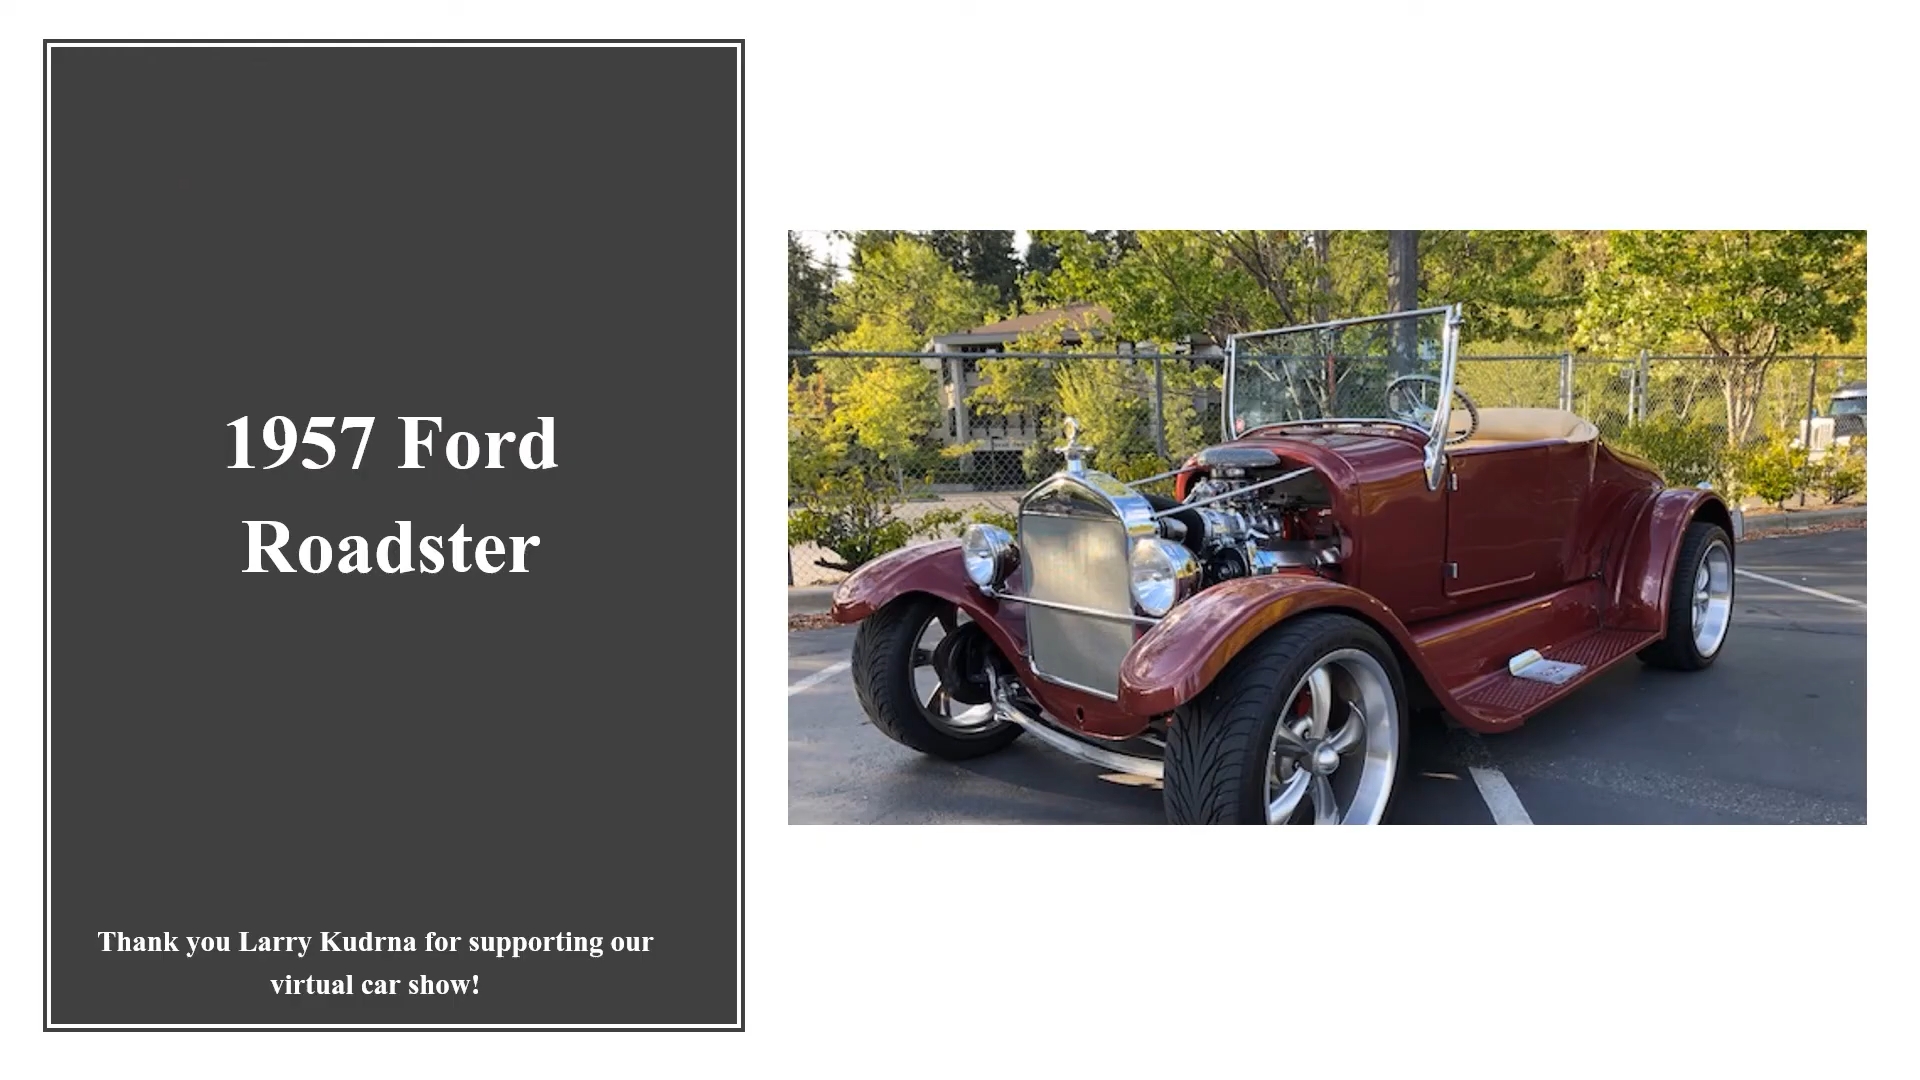 1957 Ford
Roadster
Thank you Larry Kudrna for supporting our
virtual car show!